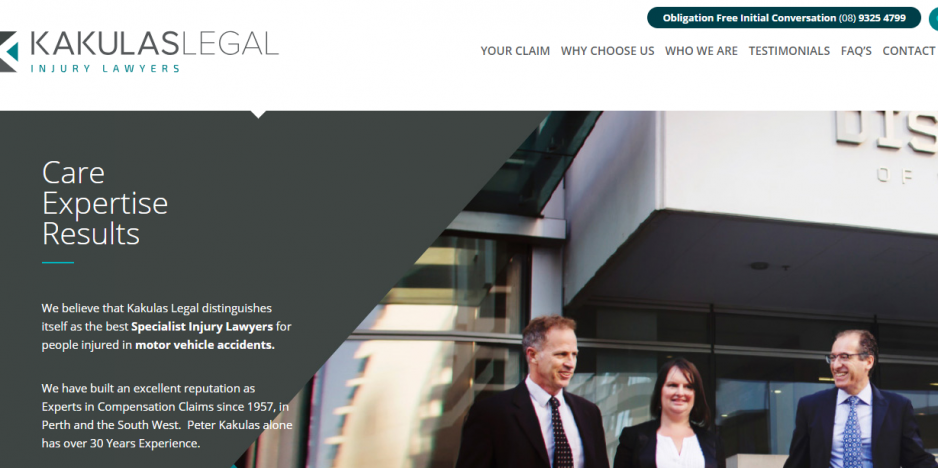 Obligation Free Initial Conversation (08) 9325 4799
KAKULASLEGAL
INJURY LAWYERS
YOUR CLAIM WHY CHOOSE US WHO WE ARE TESTIMONIALS FAQ'S CONTACT
DIS
OF
Care
Expertise
Results
We believe that Kakulas Legal distinguishes
itself as the best Specialist Injury Lawyers for
people injured in motor vehicle accidents.
We have built an excellent reputation as
Experts in Compensation Claims since 1957, in
Perth and the South West. Peter Kakulas alone
has over 30 Years Experience.